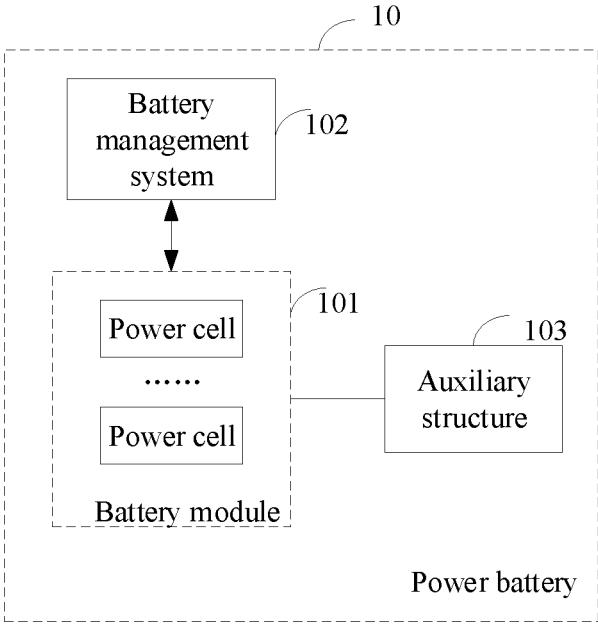 10
Battery
management
system
102
101
Power cell
......
Power cell
Battery module
103
Auxiliary
structure
Power battery